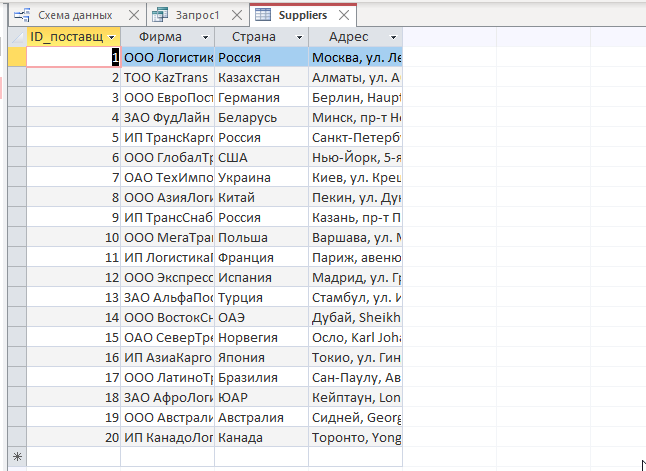 Схема данных Запрос1 Suppliers
ID_поставщ Фирма Страна Адрес
1 ООО Логистик Россия Москва, ул. Ле
2 ТОО KazTrans Казахстан Алматы, ул. А
3 ООО ЕвроПост Германия Берлин, Haupt
4 ЗАО ФудЛайн Беларусь Минск, пр-т Не
5 ИП ТрансКарго Россия Санкт-Петербу
6 ООО ГлобалТр США Нью-Йорк, 5-я
7 ОАО ТехИмпо Украина Киев, ул. Крещ
8 ООО АзияЛоги Китай Пекин, ул. Дун
9 ИП ТрансСнаб Россия Казань, пр-т П
10 ООО МегаТран Польша Варшава, ул. М
11 ИП ЛогистикаП Франция Париж, авеню
12 ООО Экспресс Испания Мадрид, ул. Гр
13 ЗАО АльфаПос Турция Стамбул, ул. И
14 ООО ВостокСн ОАЭ Дубай, Sheikh
15 ОАО СеверТре Норвегия Осло, Karl Joha
16 ИП АзиаКарго Япония Токио, ул. Гин
17 ООО ЛатиноТр Бразилия Сан-Паулу, Ав
18 ЗАО АфроЛоги ЮАР Кейптаун, Lon
19 ООО Австрали Австралия Сидней, Georg
20 ИП КанадоЛог Канада Торонто, Yong